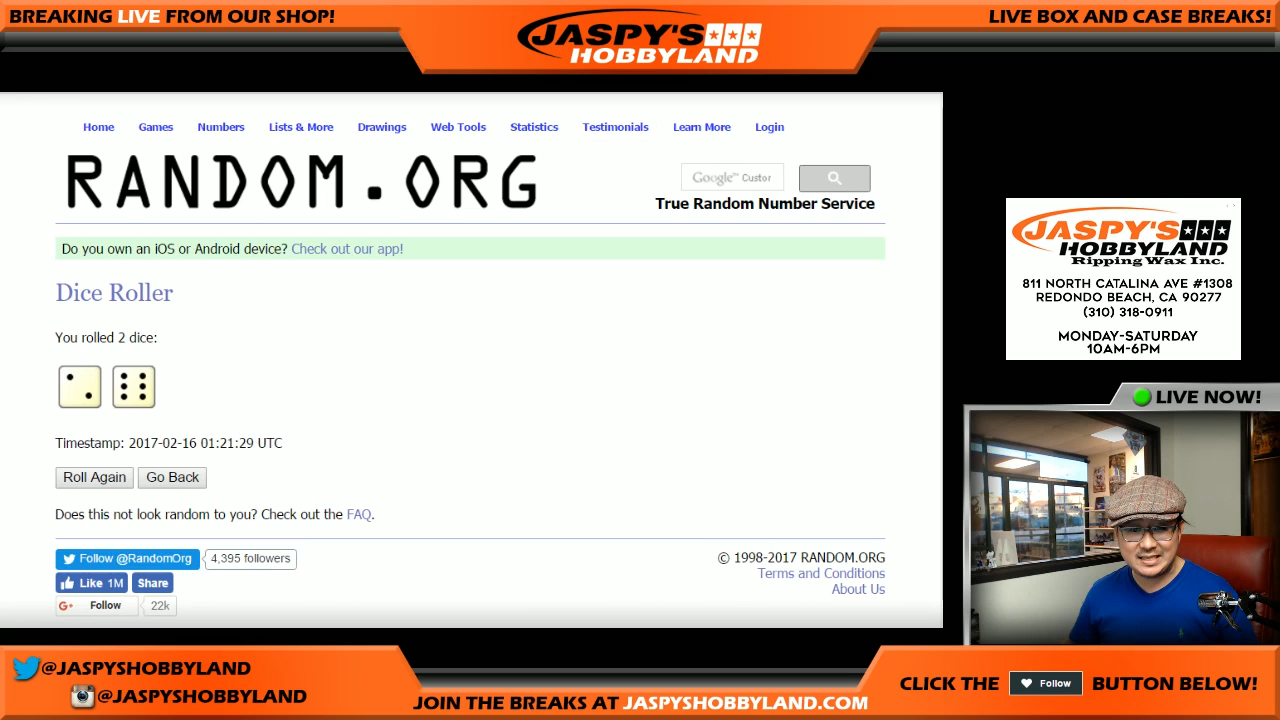 BREAKING LIVE FROM OUR SHOP!
JASPY'S
HOBBYLAND
LIVE BOX AND CASE BREAKS!
Home Games Numbers Lists & More Drawings Web Tools Statistics Testimonials Learn More Login
RANDOM.ORG
Google™ Custor
True Random Number Service
Do you own an iOS or Android device? Check out our app!
Dice Roller
You rolled 2 dice:
Timestamp: 2017-02-16 01:21:29 UTC
Roll Again Go Back
Does this not look random to you? Check out the FAQ.
Follow @RandomOrg 4,395 followers
Like 1M Share
G+ Follow 22k
© 1998-2017 RANDOM.ORG
Terms and Conditions
About Us
JASPY'S
HOBBYLAND
Ripping Wax Inc.
811 NORTH CATALINA AVE #1308
REDONDO BEACH, CA 90277
(310) 318-0911
MONDAY-SATURDAY
10AM-6PM
LIVE NOW!
@JASPYSHOBBYLAND
@JASPYSHOBBYLAND
JOIN THE BREAKS AT JASPYSHOBBYLAND.COM
CLICK THE Follow BUTTON BELOW!